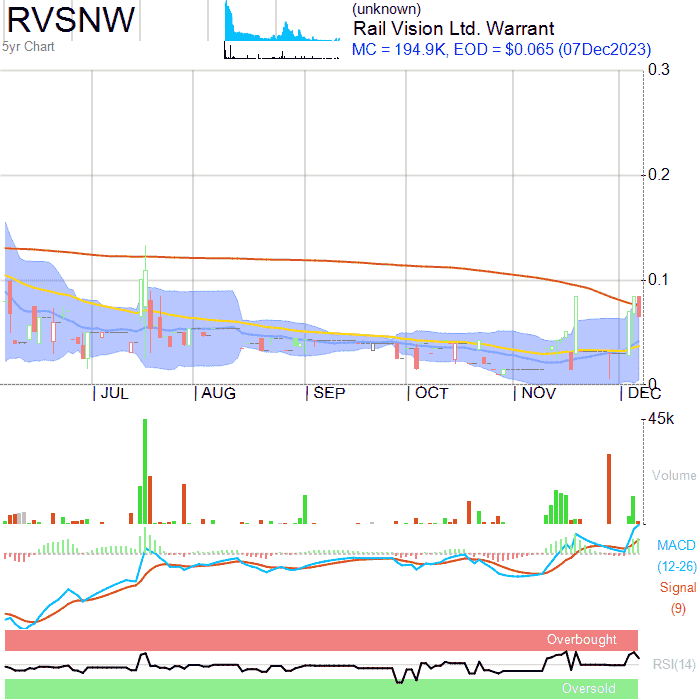 RVSNW
5yr Chart
(unknown)
Rail Vision Ltd. Warrant
MC = 194.9K, EOD = $0.065 (07Dec2023)
0.3
0.2
0.1
0
JUL AUG SEP OCT NOV DEC
45k
Volume
MACD
(12-26)
Signal
(9)
Overbought
RSI(14)
Oversold